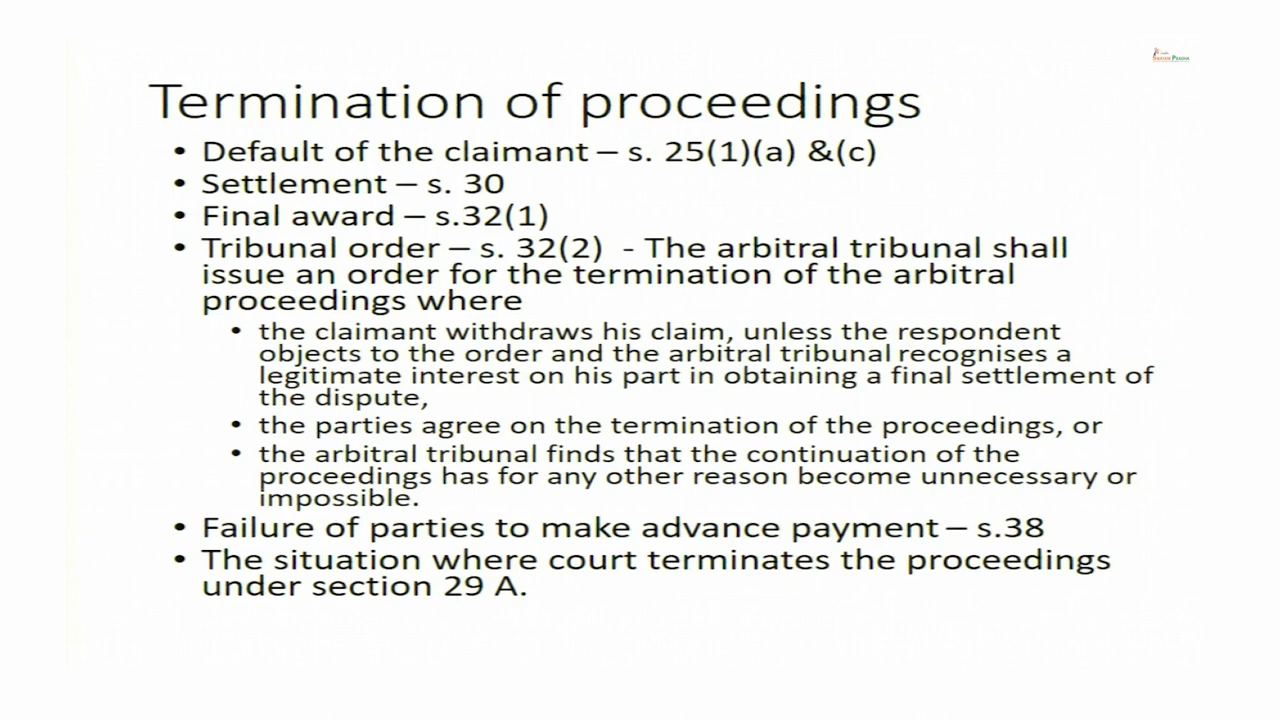 Termination of proceedings
• Default of the claimant – s. 25(1)(a) &(c)
• Settlement – s. 30
• Final award – s.32(1)
• Tribunal order – s. 32(2)  - The arbitral tribunal shall
issue an order for the termination of the arbitral
proceedings where
• the claimant withdraws his claim, unless the respondent
objects to the order and the arbitral tribunal recognises a
legitimate interest on his part in obtaining a final settlement of
the dispute,
• the parties agree on the termination of the proceedings, or
• the arbitral tribunal finds that the continuation of the
proceedings has for any other reason become unnecessary or
impossible.
• Failure of parties to make advance payment – s.38
• The situation where court terminates the proceedings
under section 29 A.